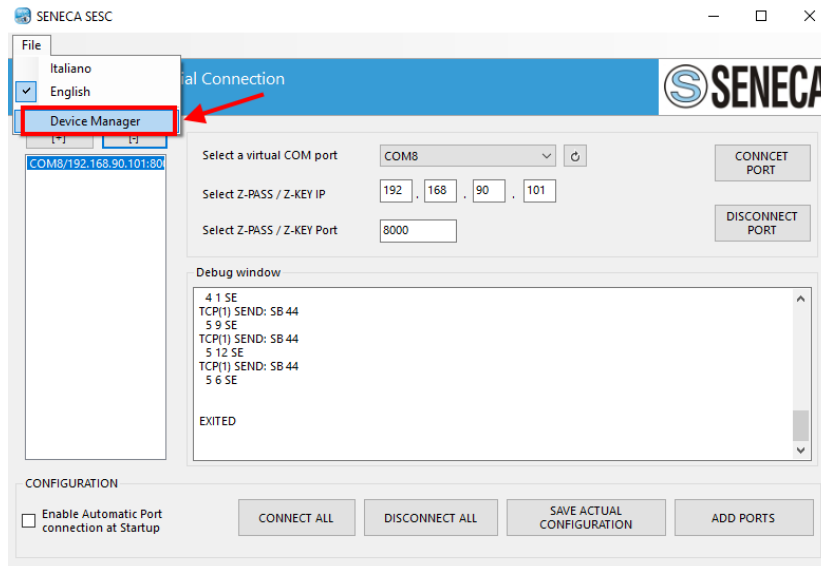 SENECA SESC
File
Italiano
English
Device Manager
ial Connection
SENECA
[+] [-]
COM8/192.168.90.101:80
Select a virtual COM port COM8
CONNCET
PORT
Select Z-PASS / Z-KEY IP 192 . 168 . 90 . 101
Select Z-PASS / Z-KEY Port 8000
DISCONNECT
PORT
Debug window
4 1 SE
TCP(1) SEND: SB 44
5 9 SE
TCP(1) SEND: SB 44
5 12 SE
TCP(1) SEND: SB 44
5 6 SE
EXITED
CONFIGURATION
Enable Automatic Port
connection at Startup
CONNECT ALL
DISCONNECT ALL
SAVE ACTUAL
CONFIGURATION
ADD PORTS